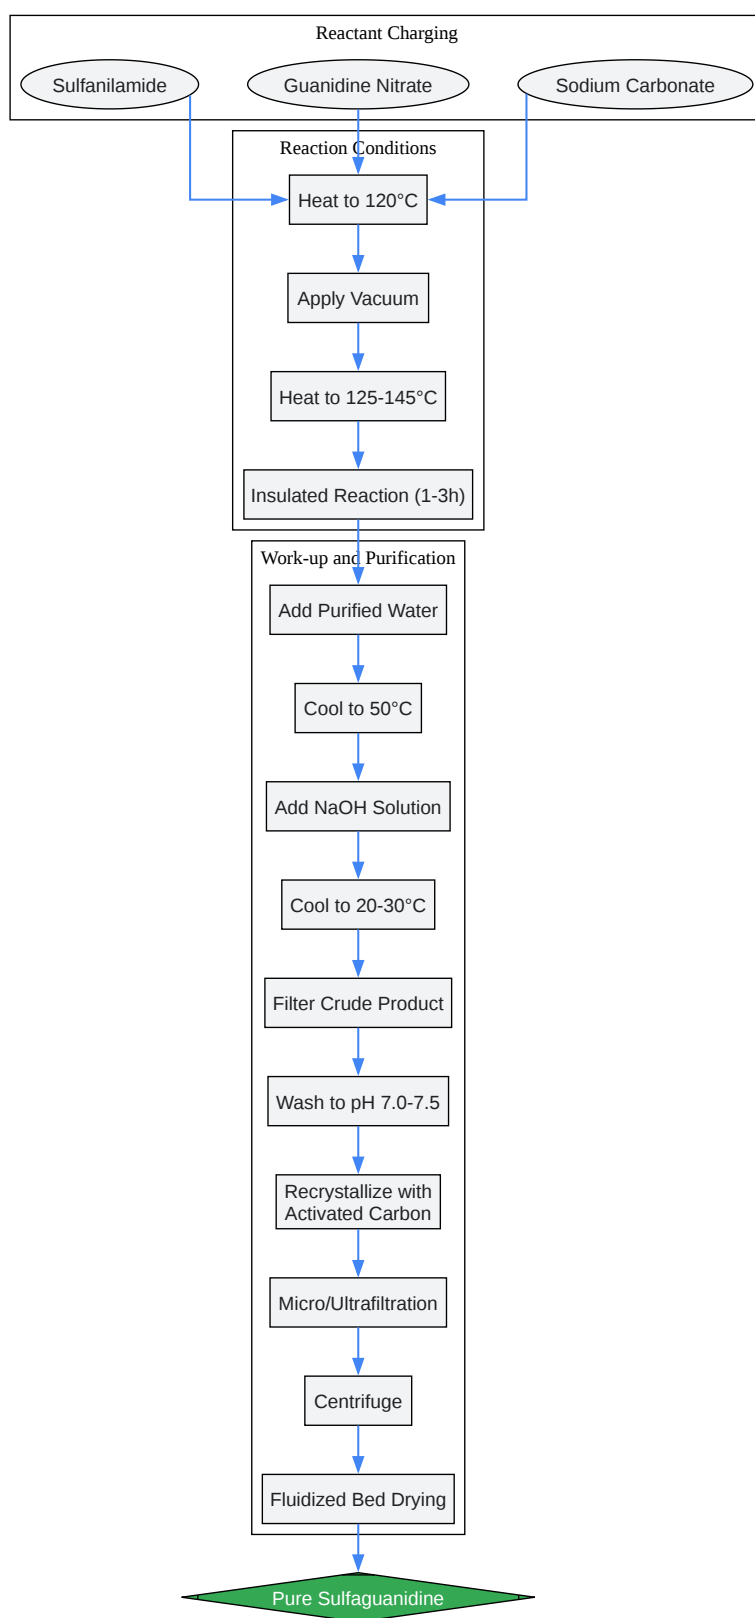 Reactant Charging
Sulfanilamide
Guanidine Nitrate
Sodium Carbonate
Reaction Conditions
Heat to 120°C
Apply Vacuum
Heat to 125-145°C
Insulated Reaction (1-3h)
Work-up and Purification
Add Purified Water
Cool to 50°C
Add NaOH Solution
Cool to 20-30°C
Filter Crude Product
Wash to pH 7.0-7.5
Recrystallize with
Activated Carbon
Micro/Ultrafiltration
Centrifuge
Fluidized Bed Drying
Pure Sulfaguanidine